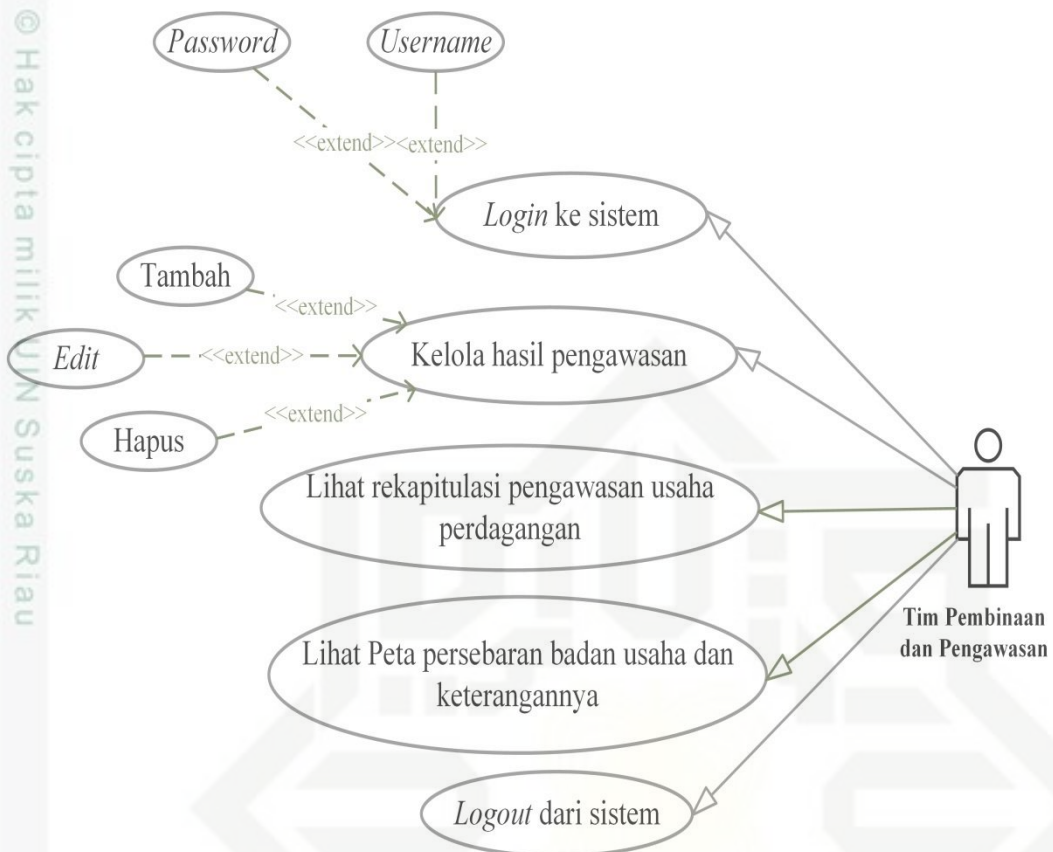 © Hak cipta milik UIN Suska Riau
Password
Username
<<extend>>
<extend>>
Login ke sistem
Tambah
<<extend>>
Edit
<<extend>>
Kelola hasil pengawasan
Hapus
<<extend>>
Lihat rekapitulasi pengawasan usaha
perdagangan
Tim Pembinaan
dan Pengawasan
Lihat Peta persebaran badan usaha dan
keterangannya
Logout dari sistem